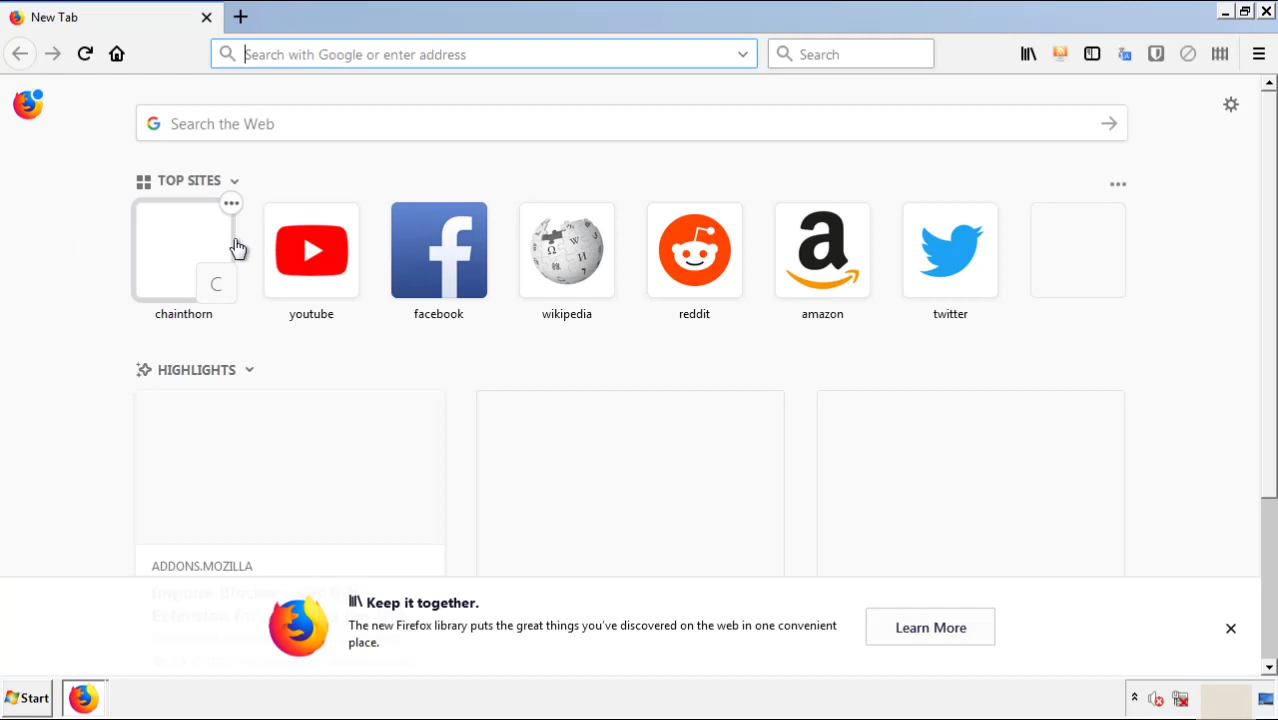 New Tab
Search with Google or enter address
Search
Search the Web
TOP SITES
C
chainthorn
youtube
facebook
wikipedia
reddit
amazon
twitter
HIGHLIGHTS
ADDONS.MOZILLA
Keep it together.
The new Firefox library puts the great things you've discovered on the web in one convenient
place.
Learn More
Start